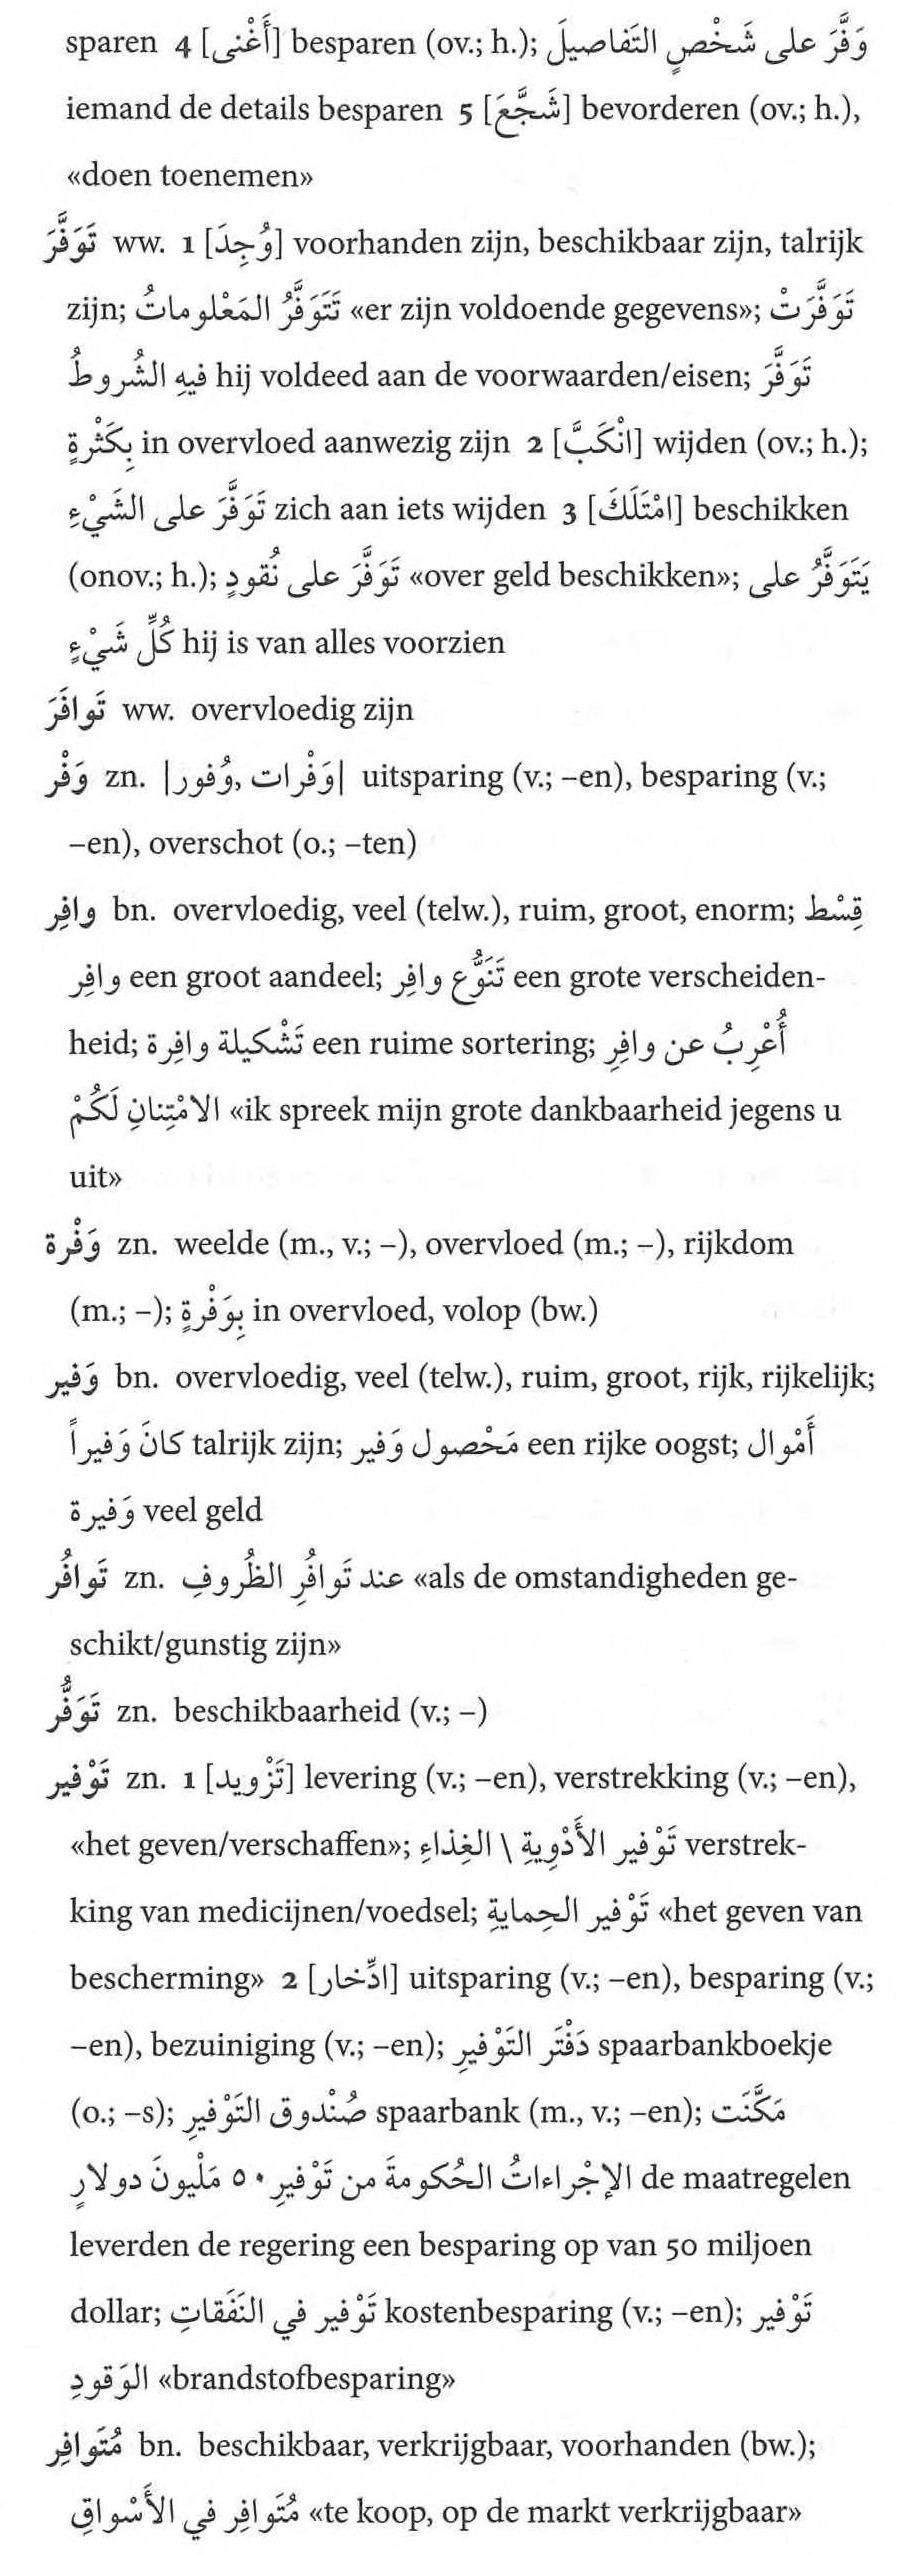 sparen 4 [أَغْنى] besparen (ov.; h.); وَفَّرَ على شَخْصٍ التَفاصيلَ
iemand de details besparen 5 [شَجَّعَ] bevorderen (ov.; h.),
«doen toenemen»
تَوَفَّرَ ww. 1 [وُجِدَ] voorhanden zijn, beschikbaar zijn, talrijk
zijn; تَتَوَفَّرُ المَعْلوماتُ «er zijn voldoende gegevens»; تَوَفَّرَتْ
فيهِ الشُروطُ hij voldeed aan de voorwaarden/eisen; تَوَفَّرَ
بِكَثْرةٍ in overvloed aanwezig zijn 2 [انْكَبَّ] wijden (ov.; h.);
تَوَفَّرَ على الشَيْءِ zich aan iets wijden 3 [امْتَلَكَ] beschikken
(onov.; h.); تَوَفَّرَ على نُقودٍ «over geld beschikken»; يَتَوَفَّرُ على
كُلِّ شَيْءٍ hij is van alles voorzien
تَوافَرَ ww. overvloedig zijn
وَفْر zn. |وَفْرات, وُفور| uitsparing (v.; –en), besparing (v.;
–en), overschot (o.; –ten)
وافِر bn. overvloedig, veel (telw.), ruim, groot, enorm; قِسْط
وافِر een groot aandeel; تَنَوُّع وافِر een grote verscheiden-
heid; تَشْكيلة وافِرة een ruime sortering; أُعْرِبُ عن وافِرِ
الامْتِنانِ لَكُمْ «ik spreek mijn grote dankbaarheid jegens u
uit»
وَفْرة zn. weelde (m., v.; –), overvloed (m.; –), rijkdom
(m.; –); بِوَفْرةٍ in overvloed, volop (bw.)
وَفير bn. overvloedig, veel (telw.), ruim, groot, rijk, rijkelijk;
كانَ وَفيراً talrijk zijn; مَحْصول وَفير een rijke oogst; أَمْوال
وَفيرة veel geld
تَوافُر zn. عند تَوافُرِ الظُروفِ «als de omstandigheden ge-
schikt/gunstig zijn»
تَوَفُّر zn. beschikbaarheid (v.; –)
تَوْفير zn. 1 [تَزْويد] levering (v.; –en), verstrekking (v.; –en),
«het geven/verschaffen»; تَوْفير الأَدْوِيةِ \ الغِذاءِ verstrek-
king van medicijnen/voedsel; تَوْفير الحِمايةِ «het geven van
bescherming» 2 [ادِّخار] uitsparing (v.; –en), besparing (v.;
–en), bezuiniging (v.; –en); دَفْتَر التَوْفيرِ spaarbankboekje
(o.; –s); صُنْدوق التَوْفيرِ spaarbank (m., v.; –en); مَكَّنَت
الإجْراءاتُ الحُكومةَ من تَوْفيرِ ٥٠ مَلْيونَ دولارٍ de maatregelen
leverden de regering een besparing op van 50 miljoen
dollar; تَوْفير في النَفَقاتِ kostenbesparing (v.; –en); تَوْفير
الوَقودِ «brandstofbesparing»
مُتَوافِر bn. beschikbaar, verkrijgbaar, voorhanden (bw.);
مُتَوافِر في الأَسْواقِ «te koop, op de markt verkrijgbaar»